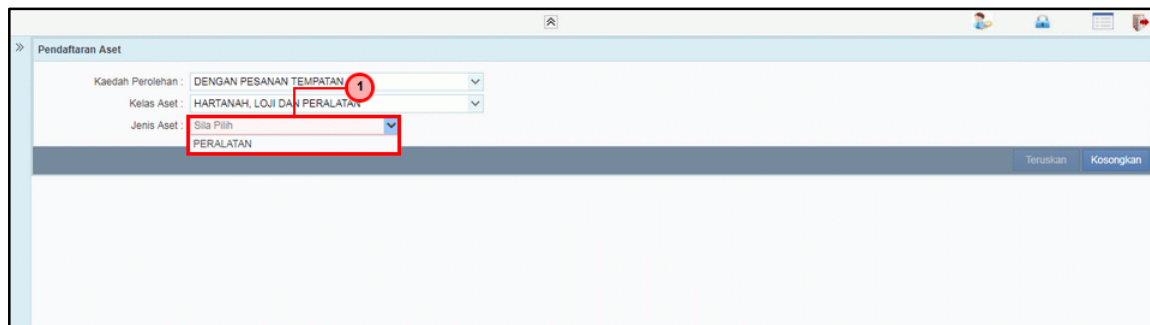 Pendaftaran Aset
Kaedah Perolehan : DENGAN PESANAN TEMPATAN
1
Kelas Aset : HARTANAH, LOJI DAN PERALATAN
Jenis Aset : Sila Pilih
PERALATAN
Teruskan Kosongkan